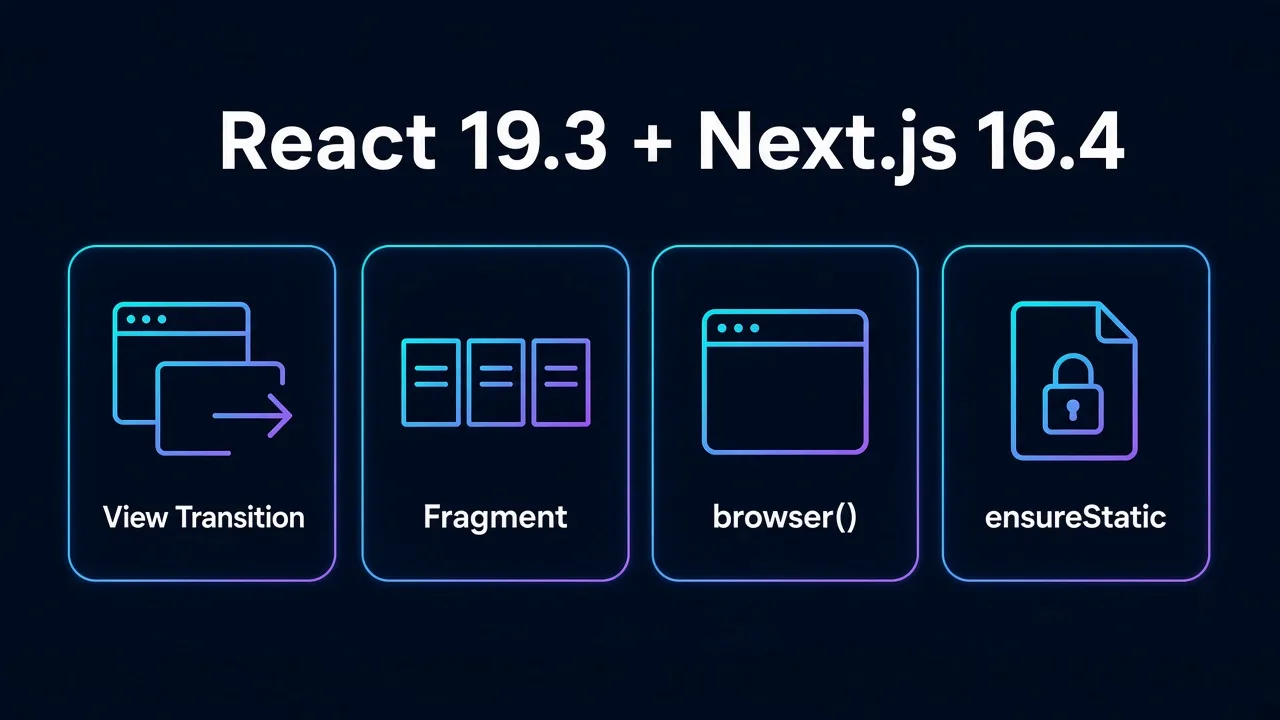 React 19.3 + Next.js 16.4
View Transition
Fragment
browser()
ensureStatic